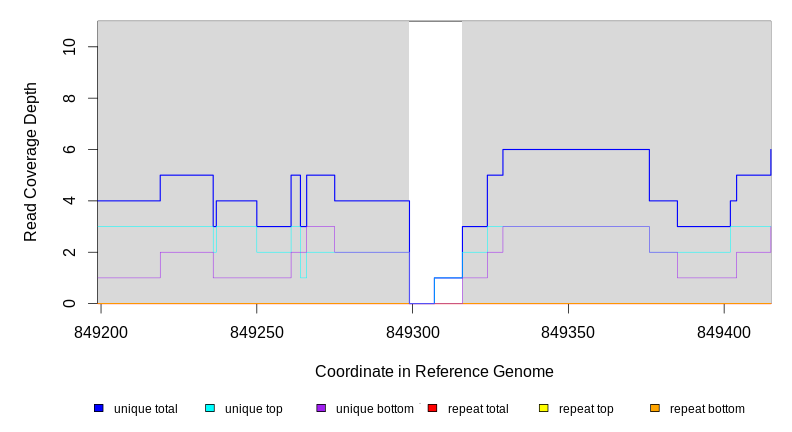 10
8
6
4
2
0
Read Coverage Depth
849200 849250 849300 849350 849400
Coordinate in Reference Genome
unique total unique top unique bottom repeat total repeat top repeat bottom